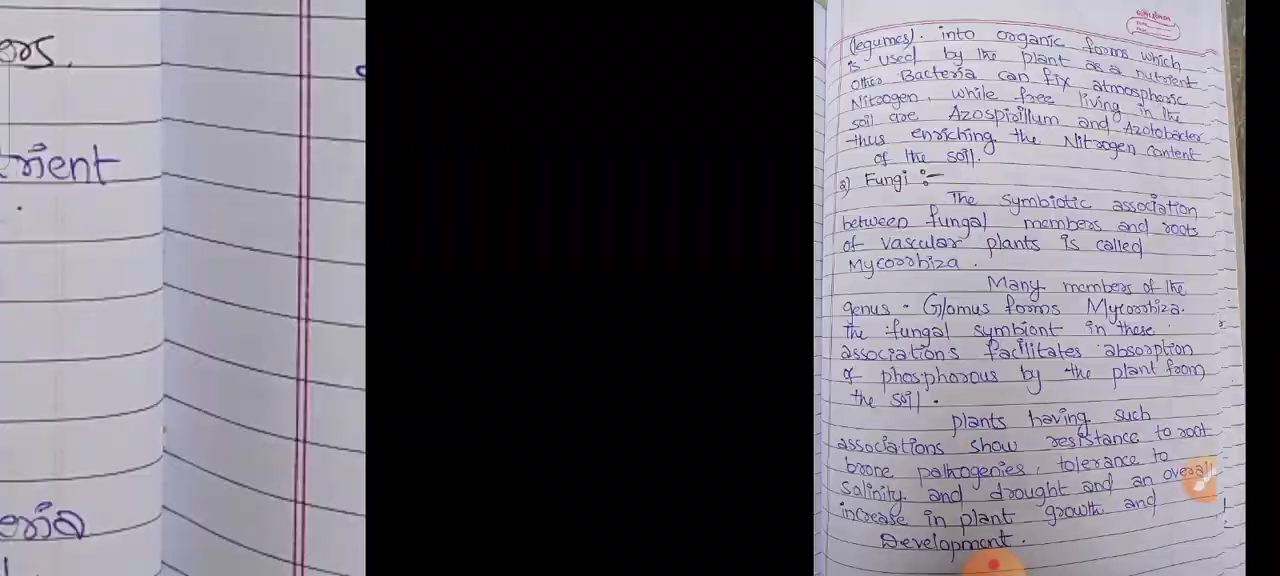 ors.
trient
(legumes). into organic forms which
is used by the plant as a nutrient
other Bacteria can fix atmospheric
Nitrogen, while free living in the
soil are Azospirillum and Azotobacter
thus enriching the Nitrogen content
of the soil.
2) Fungi :-
The symbiotic association
between fungal members and roots
of vascular plants is called
Mycorrhiza.
Many members of the
genus - Glomus forms Mycorrhiza.
the fungal symbiont in these
associations facilitates absorption
of phosphorous by the plant from
the soil.
plants having such
associations show resistance to root
brone pathogenies, tolerance to
salinity and drought and an overall
increase in plant growth and
Development.